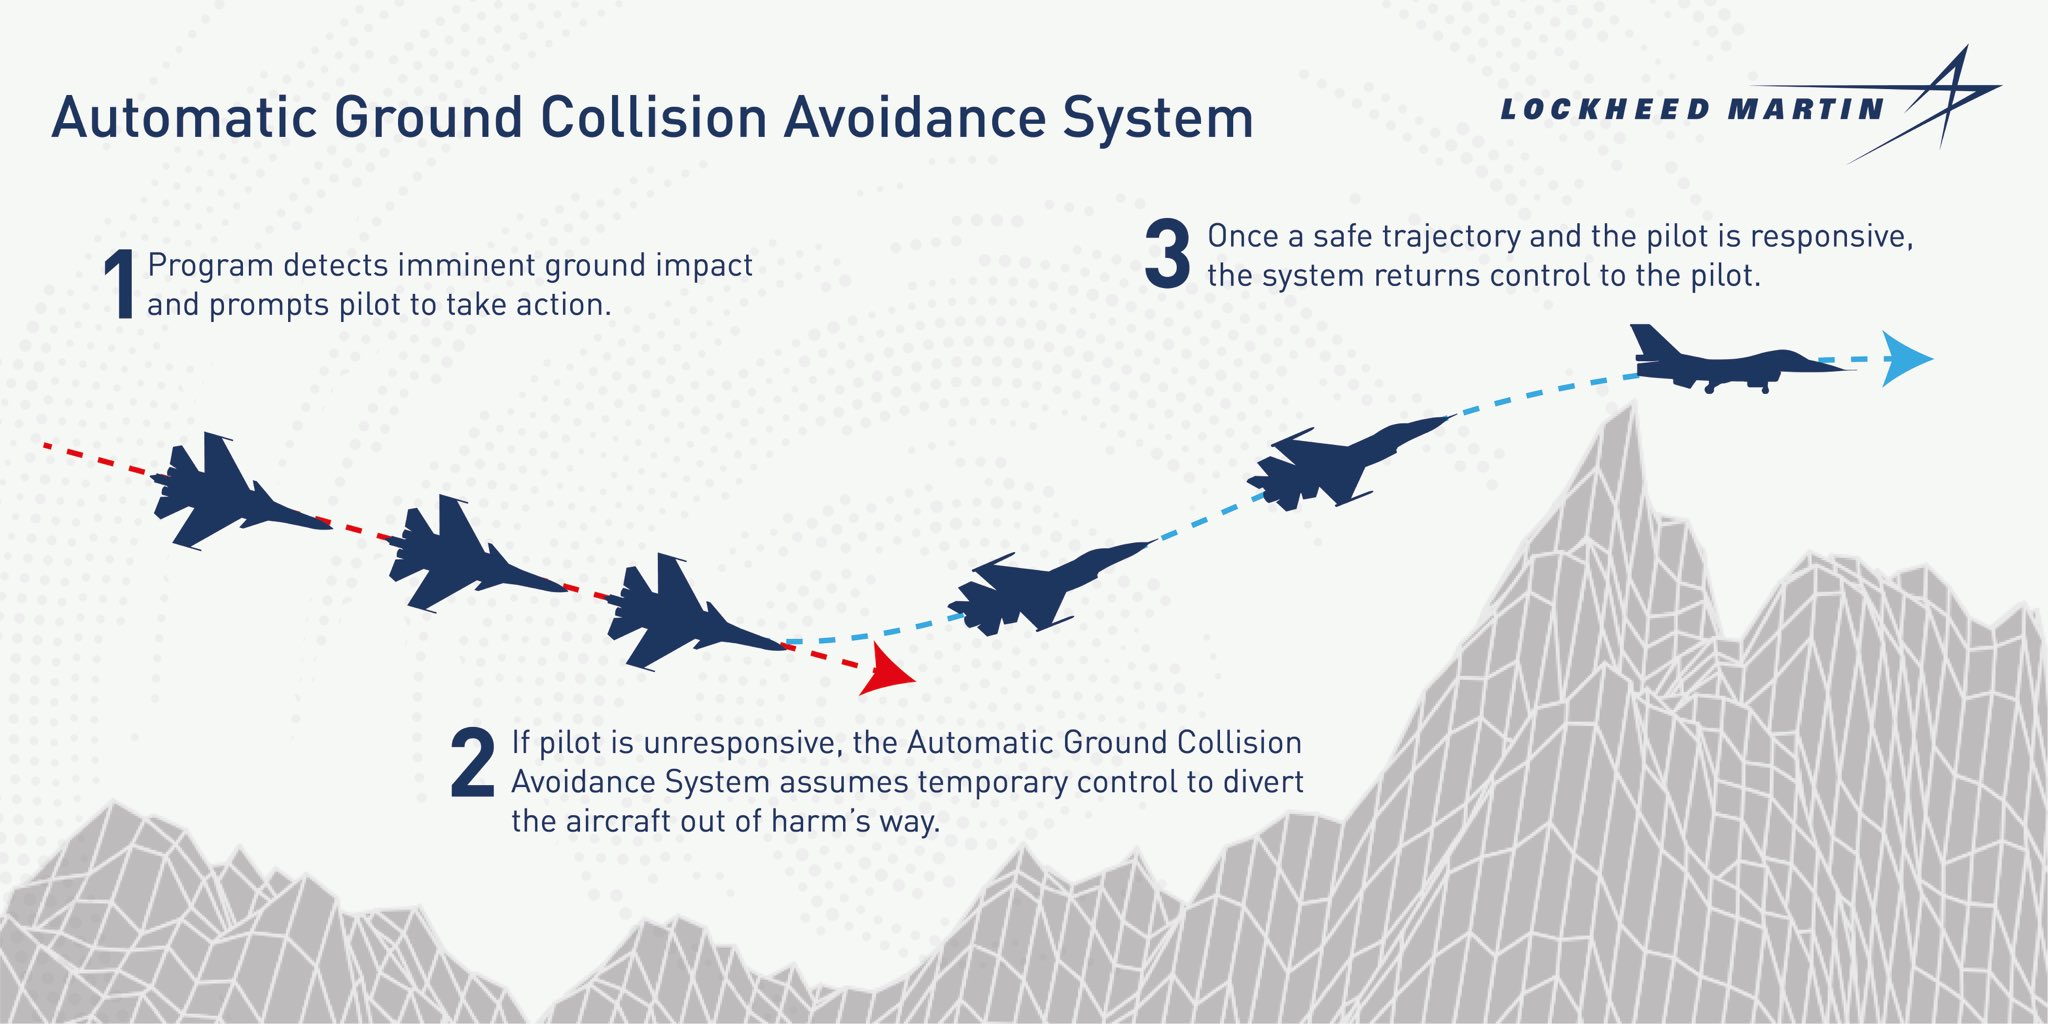 Automatic Ground Collision Avoidance System
LOCKHEED MARTIN
1 Program detects imminent ground impact
and prompts pilot to take action.
2 If pilot is unresponsive, the Automatic Ground Collision
Avoidance System assumes temporary control to divert
the aircraft out of harm's way.
3 Once a safe trajectory and the pilot is responsive,
the system returns control to the pilot.